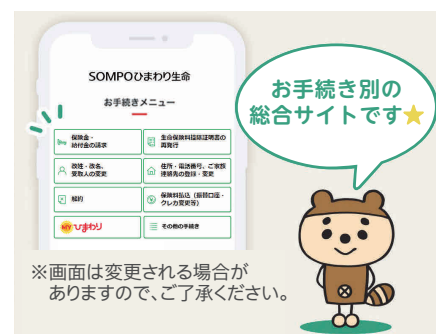 SOMPOひまわり生命
お手続きメニュー
保険金・
給付金の請求
生命保険料控除証明書の
再発行
改姓・改名、
受取人の変更
住所・電話番号、ご家族
連絡先の登録・変更
解約
保険料払込（振替口座・
クレカ変更等）
MYひまわり
その他の手続き
お手続き別の
総合サイトです⭐
※画面は変更される場合が
ありますので、ご了承ください。